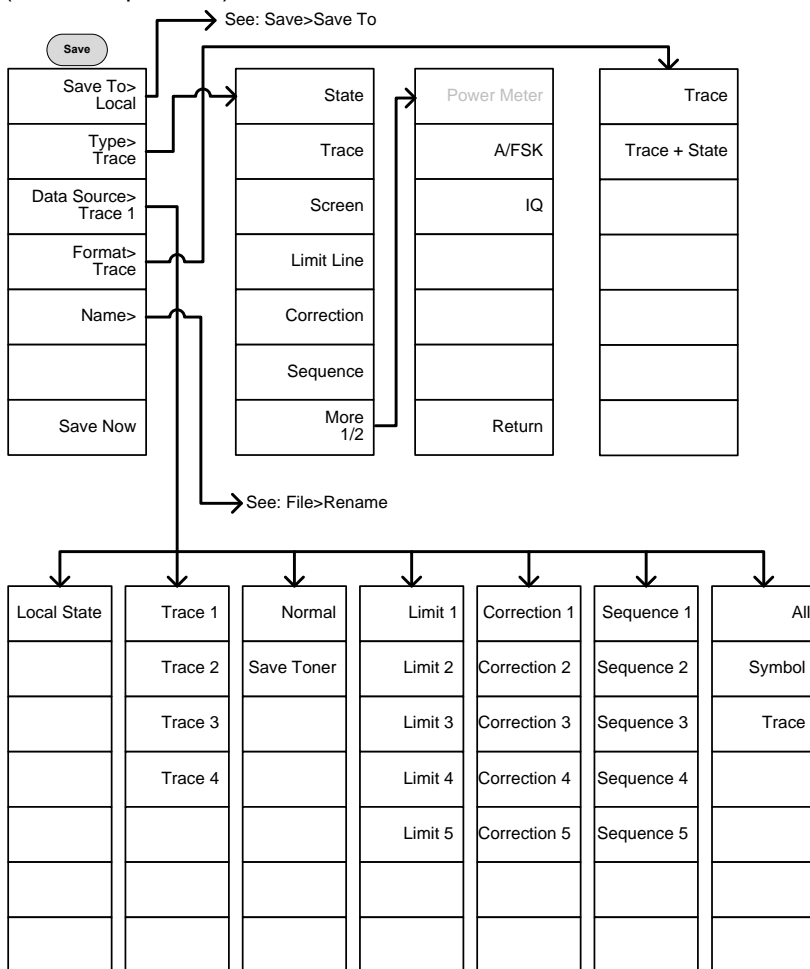 See: Save>Save To
Save
Save To>
Local
Type>
Trace
Data Source>
Trace 1
Format>
Trace
Name>
Save Now
State
Trace
Screen
Limit Line
Correction
Sequence
More
1/2
Power Meter
A/FSK
IQ
Return
Trace
Trace + State
See: File>Rename
Local State
Trace 1
Trace 2
Trace 3
Trace 4
Normal
Save Toner
Limit 1
Limit 2
Limit 3
Limit 4
Limit 5
Correction 1
Correction 2
Correction 3
Correction 4
Correction 5
Sequence 1
Sequence 2
Sequence 3
Sequence 4
Sequence 5
All
Symbol
Trace